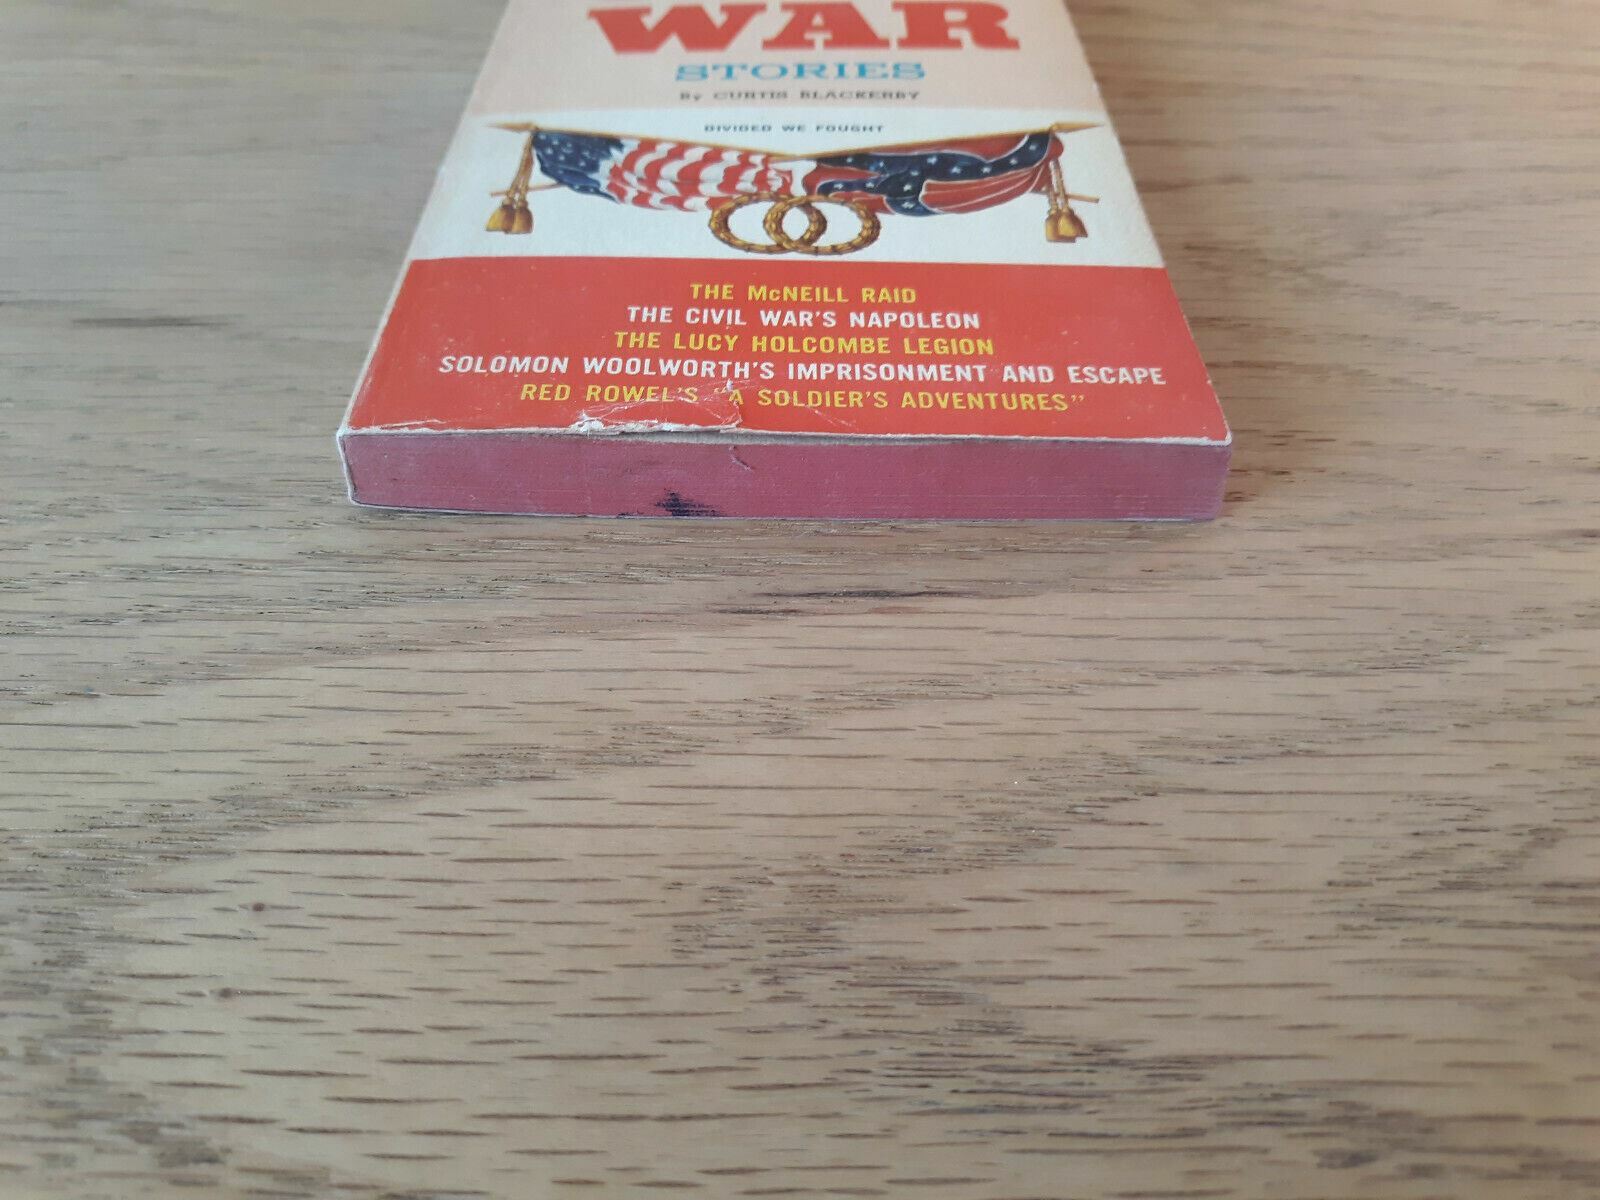 WAR
STORIES
By CURTIS BLACKERBY
DIVIDED WE FOUGHT
THE McNEILL RAID
THE CIVIL WAR'S NAPOLEON
THE LUCY HOLCOMBE LEGION
SOLOMON WOOLWORTH'S IMPRISONMENT AND ESCAPE
RED ROWEL'S "A SOLDIER'S ADVENTURES"